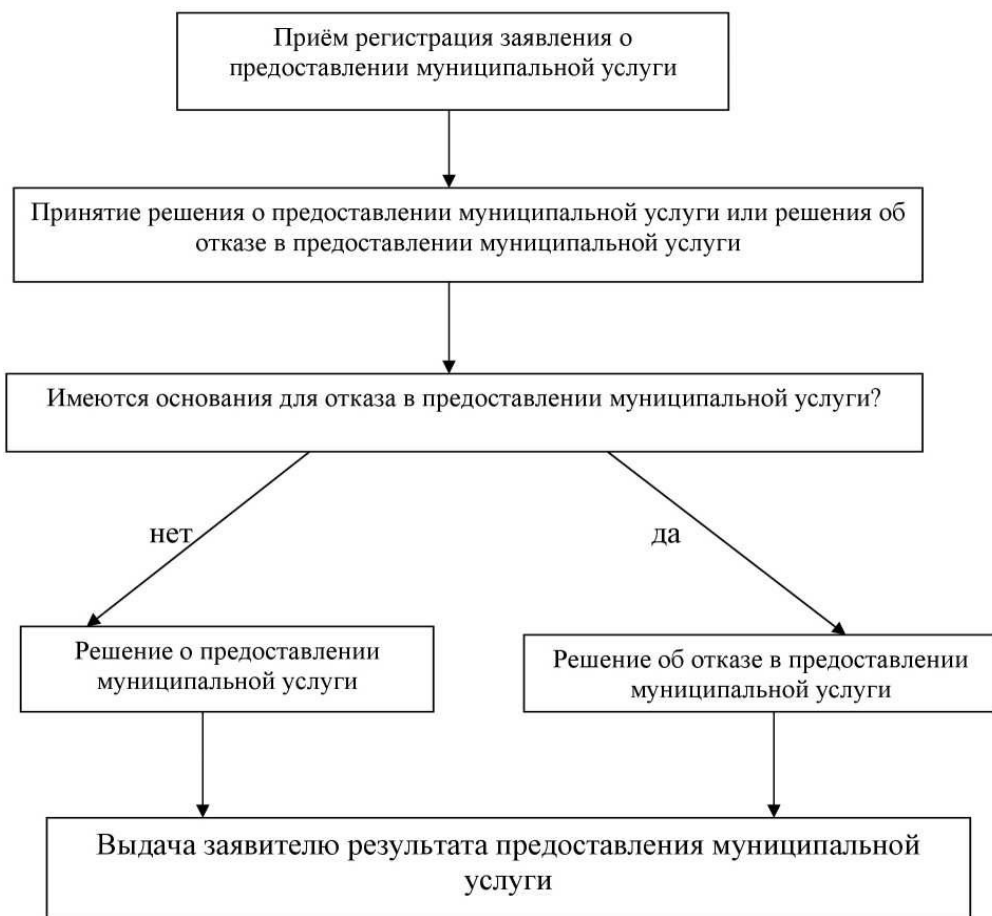 Приём регистрация заявления о
предоставлении муниципальной услуги
Принятие решения о предоставлении муниципальной услуги или решения об
отказе в предоставлении муниципальной услуги
Имеются основания для отказа в предоставлении муниципальной услуги?
нет
да
Решение о предоставлении
муниципальной услуги
Решение об отказе в предоставлении
муниципальной услуги
Выдача заявителю результата предоставления муниципальной
услуги